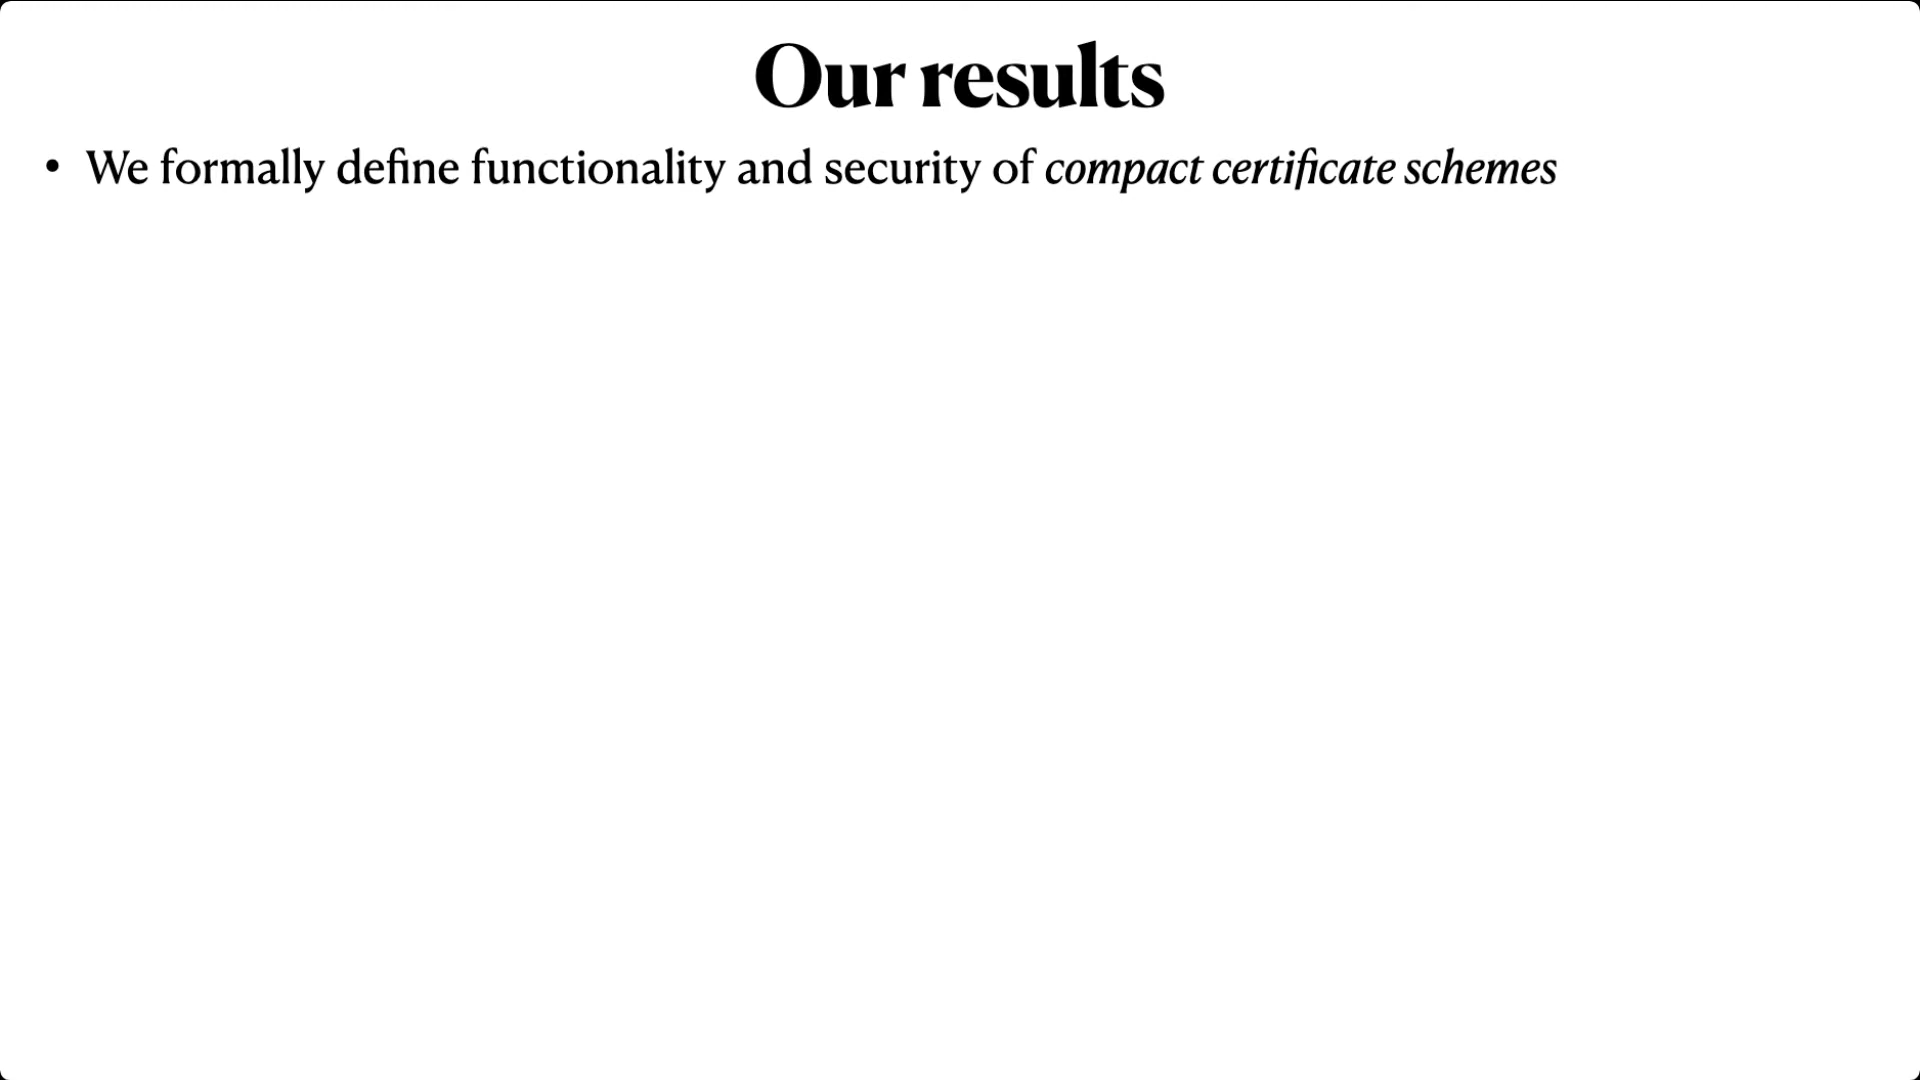 Our results
• We formally define functionality and security of compact certificate schemes